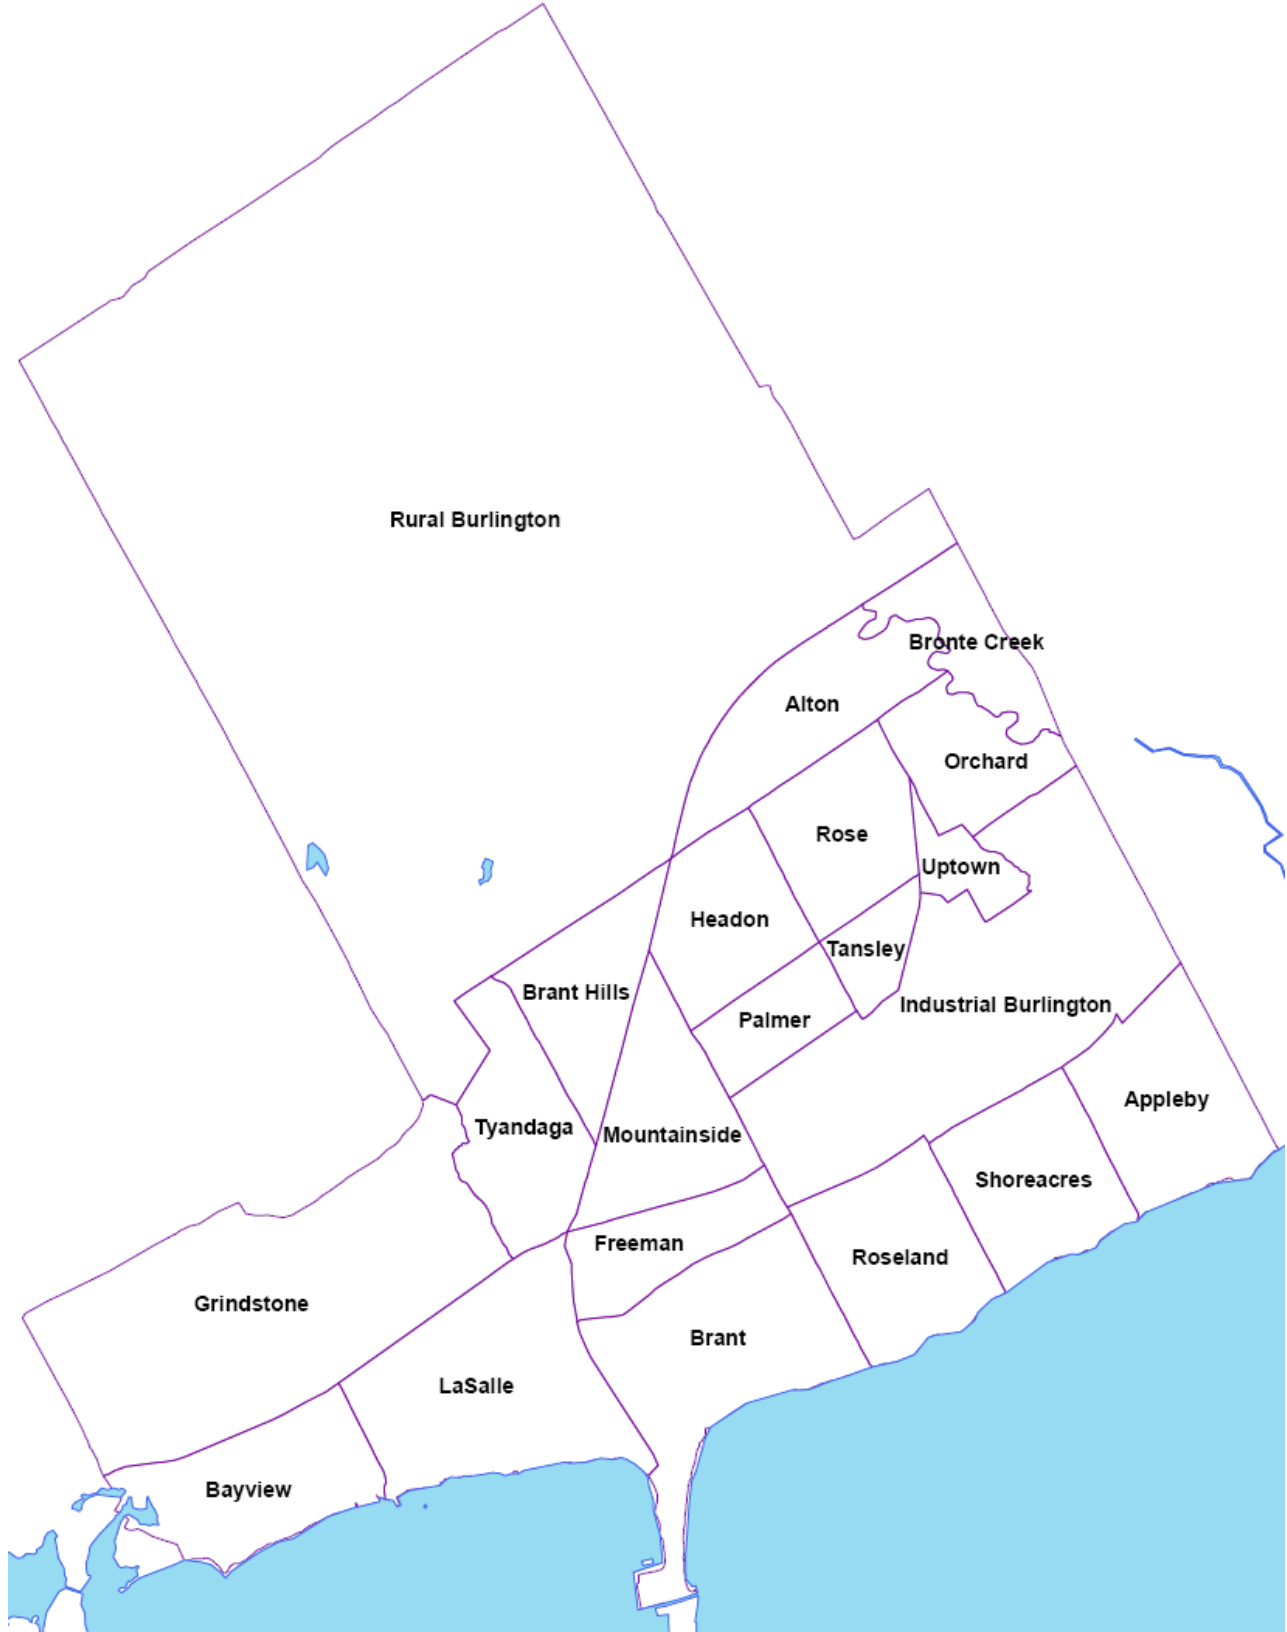 Rural Burlington
Bronte Creek
Alton
Orchard
Rose
Uptown
Headon
Tansley
Brant Hills
Industrial Burlington
Palmer
Appleby
Tyandaga
Mountainside
Shoreacres
Freeman
Roseland
Grindstone
Brant
LaSalle
Bayview